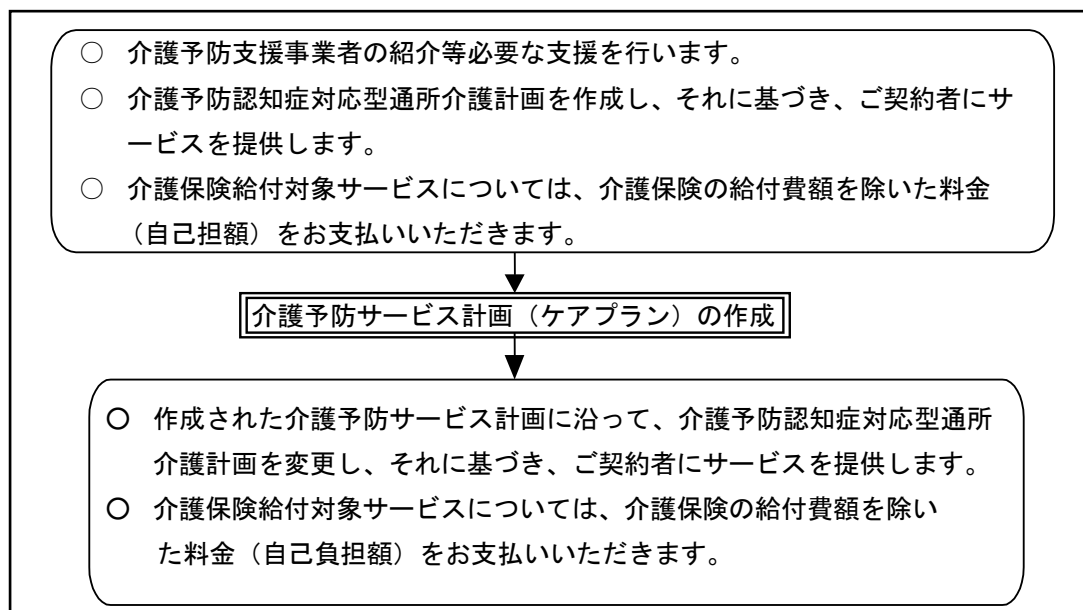 ○ 介護予防支援事業者の紹介等必要な支援を行います。
○ 介護予防認知症対応型通所介護計画を作成し、それに基づき、ご契約者にサ
ービスを提供します。
○ 介護保険給付対象サービスについては、介護保険の給付費額を除いた料金
（自己担額）をお支払いいただきます。
介護予防サービス計画（ケアプラン）の作成
○ 作成された介護予防サービス計画に沿って、介護予防認知症対応型通所
介護計画を変更し、それに基づき、ご契約者にサービスを提供します。
○ 介護保険給付対象サービスについては、介護保険の給付費額を除い
た料金（自己負担額）をお支払いいただきます。